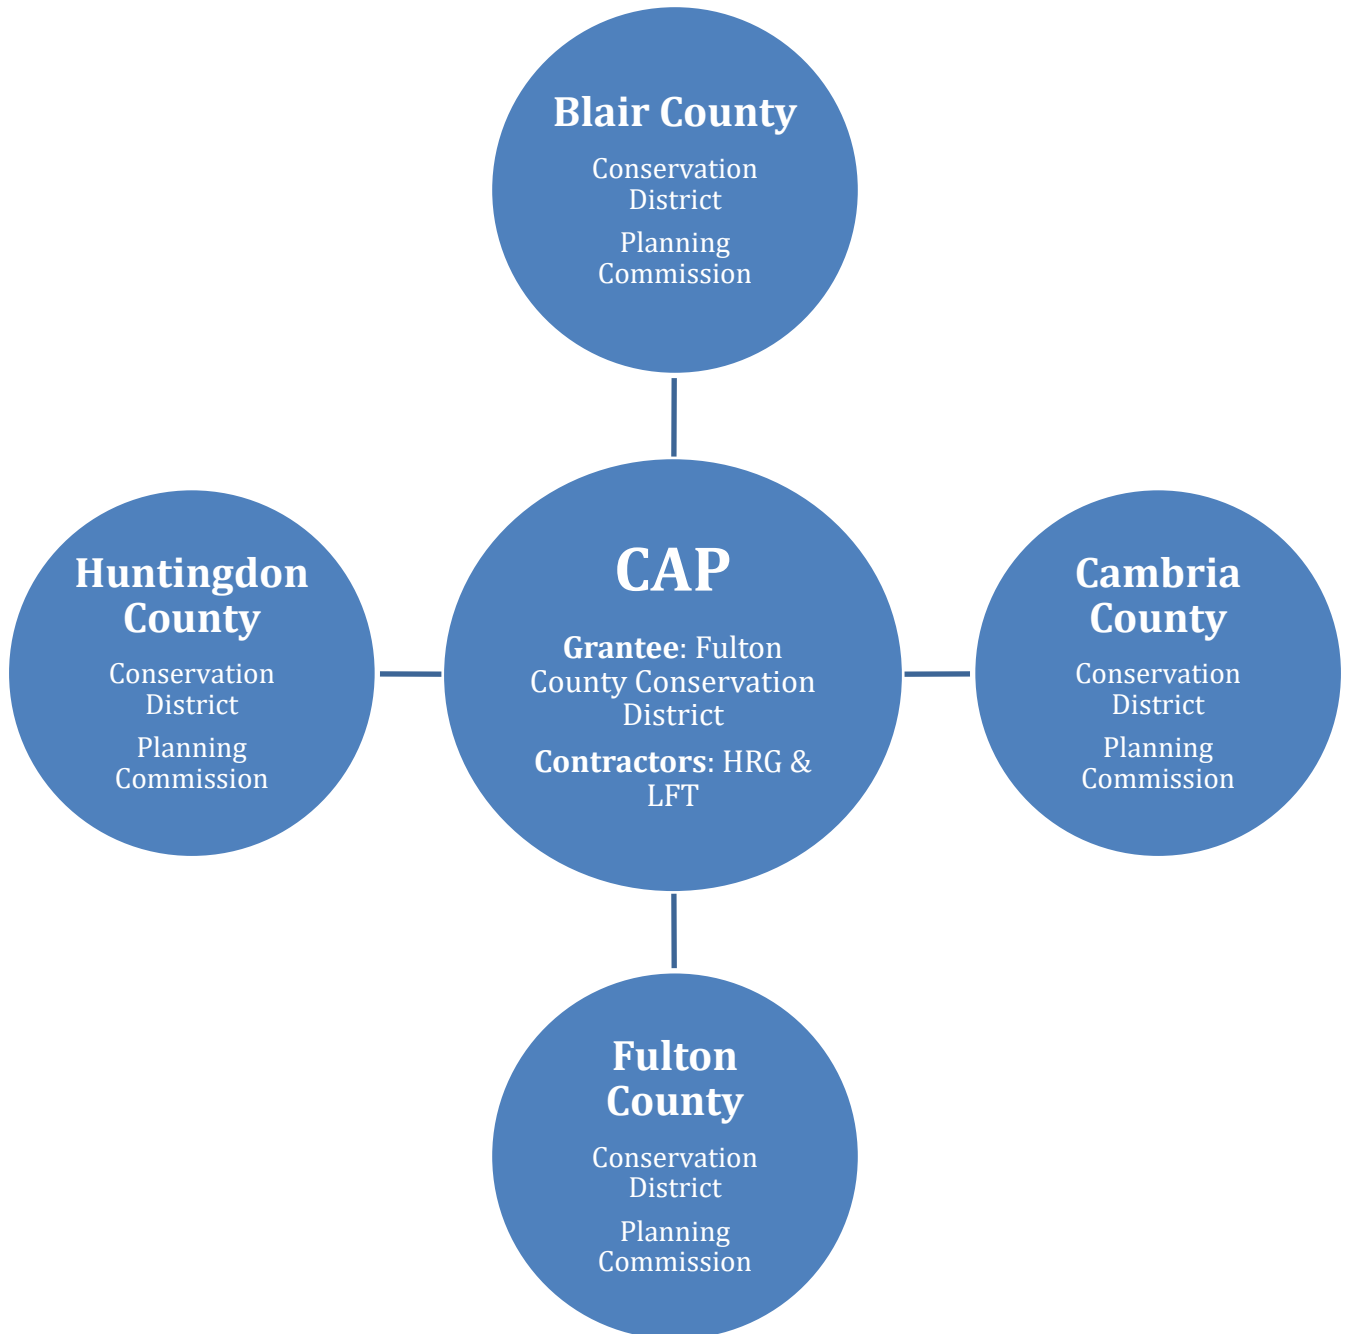 Blair County
Conservation
District
Planning
Commission
Huntingdon
County
Conservation
District
Planning
Commission
CAP
Grantee: Fulton
County Conservation
District
Contractors: HRG &
LFT
Cambria
County
Conservation
District
Planning
Commission
Fulton
County
Conservation
District
Planning
Commission